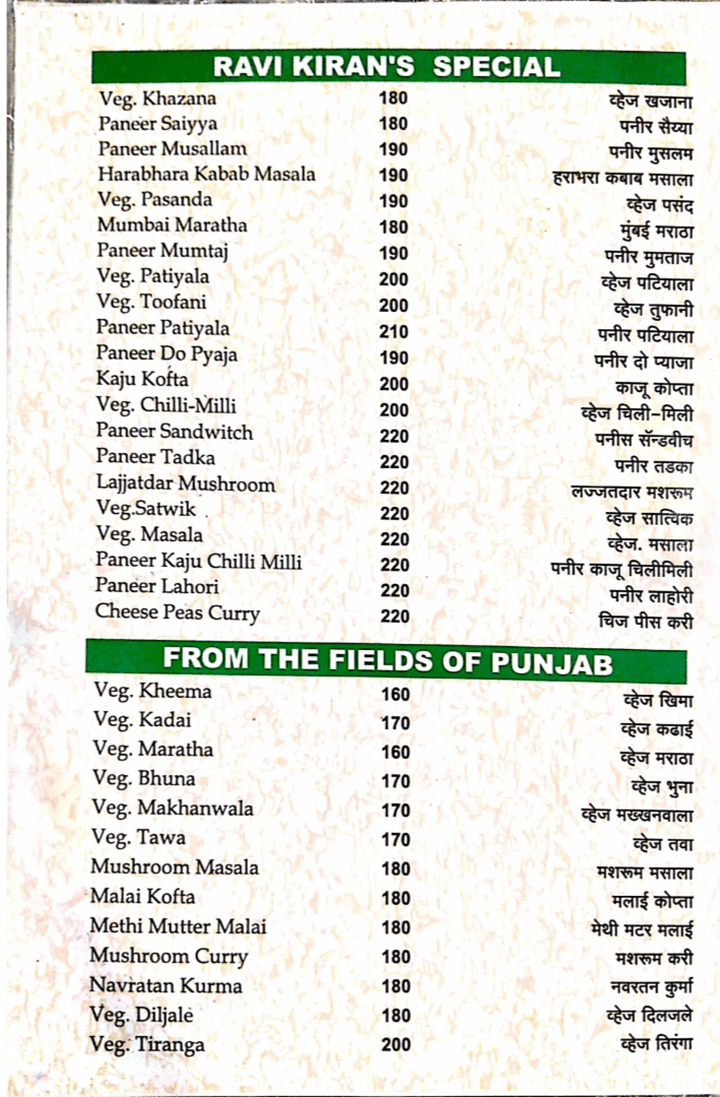 RAVI KIRAN'S SPECIAL
Veg. Khazana 180 व्हेज खजाना
Paneer Saiyya 180 पनीर सैय्या
Paneer Musallam 190 पनीर मुसलम
Harabhara Kabab Masala 190 हराभरा कबाब मसाला
Veg. Pasanda 190 व्हेज पसंद
Mumbai Maratha 180 मुंबई मराठा
Paneer Mumtaj 190 पनीर मुमताज
Veg. Patiyala 200 व्हेज पटियाला
Veg. Toofani 200 व्हेज तुफानी
Paneer Patiyala 210 पनीर पटियाला
Paneer Do Pyaja 190 पनीर दो प्याजा
Kaju Kofta 200 काजू कोप्ता
Veg. Chilli-Milli 200 व्हेज चिली-मिली
Paneer Sandwitch 220 पनीस सॅन्डवीच
Paneer Tadka 220 पनीर तडका
Lajjatdar Mushroom 220 लज्जतदार मशरूम
Veg.Satwik 220 व्हेज सात्विक
Veg. Masala 220 व्हेज. मसाला
Paneer Kaju Chilli Milli 220 पनीर काजू चिलीमिली
Paneer Lahori 220 पनीर लाहोरी
Cheese Peas Curry 220 चिज पीस करी
FROM THE FIELDS OF PUNJAB
Veg. Kheema 160 व्हेज खिमा
Veg. Kadai 170 व्हेज कढाई
Veg. Maratha 160 व्हेज मराठा
Veg. Bhuna 170 व्हेज भुना
Veg. Makhanwala 170 व्हेज मख्खनवाला
Veg. Tawa 170 व्हेज तवा
Mushroom Masala 180 मशरूम मसाला
Malai Kofta 180 मलाई कोप्ता
Methi Mutter Malai 180 मेथी मटर मलाई
Mushroom Curry 180 मशरूम करी
Navratan Kurma 180 नवरतन कुर्मा
Veg. Diljale 180 व्हेज दिलजले
Veg. Tiranga 200 व्हेज तिरंगा